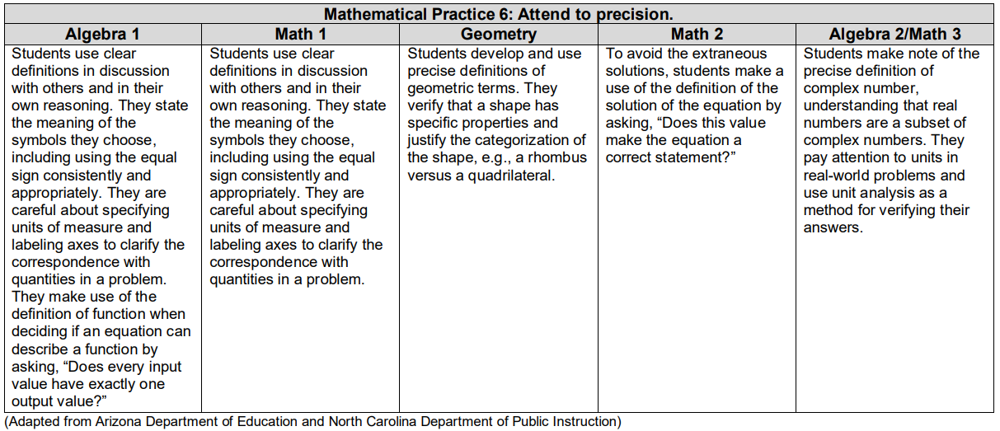 Mathematical Practice 6: Attend to precision.
Algebra 1
Students use clear
definitions in discussion
with others and in their
own reasoning. They state
the meaning of the
symbols they choose,
including using the equal
sign consistently and
appropriately. They are
careful about specifying
units of measure and
labeling axes to clarify the
correspondence with
quantities in a problem.
They make use of the
definition of function when
deciding if an equation can
describe a function by
asking, “Does every input
value have exactly one
output value?”
Math 1
Students use clear
definitions in discussion
with others and in their
own reasoning. They state
the meaning of the
symbols they choose,
including using the equal
sign consistently and
appropriately. They are
careful about specifying
units of measure and
labeling axes to clarify the
correspondence with
quantities in a problem.
Geometry
Students develop and use
precise definitions of
geometric terms. They
verify that a shape has
specific properties and
justify the categorization of
the shape, e.g., a rhombus
versus a quadrilateral.
Math 2
To avoid the extraneous
solutions, students make a
use of the definition of the
solution of the equation by
asking, “Does this value
make the equation a
correct statement?”
Algebra 2/Math 3
Students make note of the
precise definition of
complex number,
understanding that real
numbers are a subset of
complex numbers. They
pay attention to units in
real-world problems and
use unit analysis as a
method for verifying their
answers.
(Adapted from Arizona Department of Education and North Carolina Department of Public Instruction)